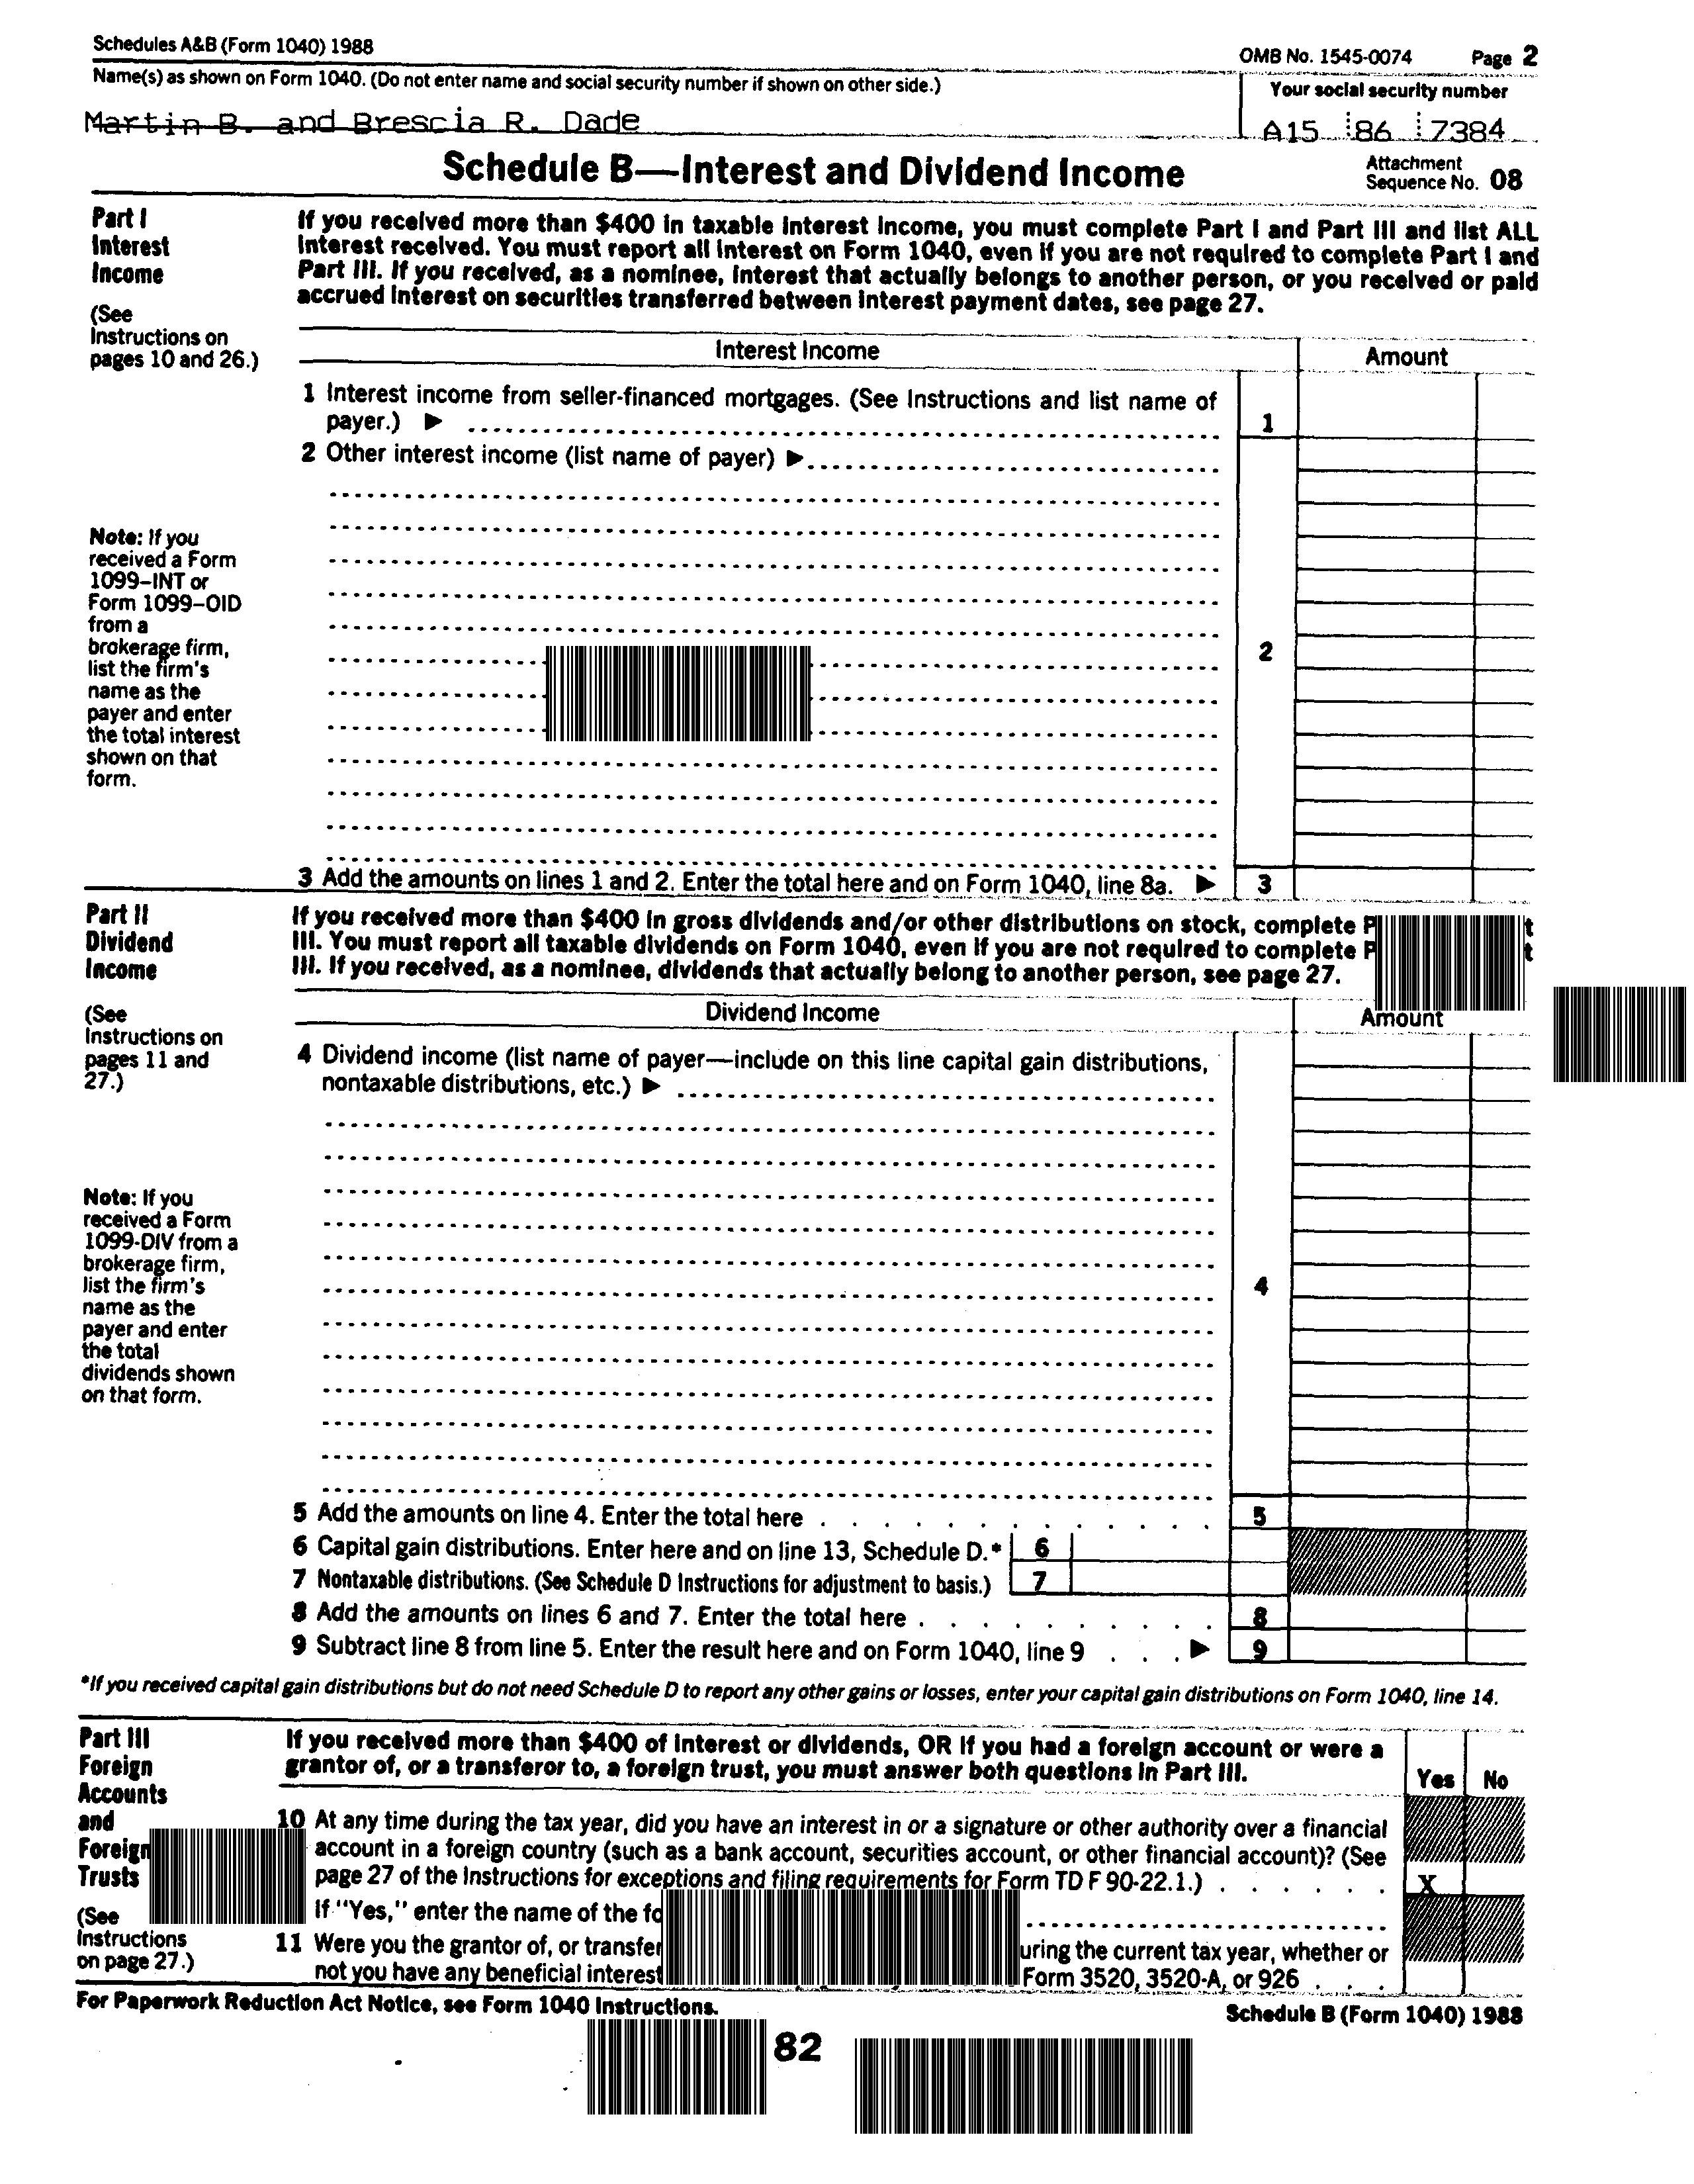 Schedules A&B (Form 1040) 1988
OMB No. 1545-0074 Page 2
Name(s) as shown on Form 1040. (Do not enter name and social security number if shown on other side.)
Your social security number
Martin B. and Brescia R. Dade
A15 86 7384
Schedule B—Interest and Dividend Income
Attachment
Sequence No. 08
Part I
Interest
Income
(See
Instructions on
pages 10 and 26.)
If you received more than $400 in taxable interest income, you must complete Part I and Part III and list ALL
interest received. You must report all interest on Form 1040, even if you are not required to complete Part I and
Part III. If you received, as a nominee, interest that actually belongs to another person, or you received or paid
accrued interest on securities transferred between interest payment dates, see page 27.
Interest Income
Amount
1 Interest income from seller-financed mortgages. (See Instructions and list name of
payer.) ▶
1
2 Other interest income (list name of payer) ▶
Note: If you
received a Form
1099–INT or
Form 1099–OID
from a
brokerage firm,
list the firm's
name as the
payer and enter
the total interest
shown on that
form.
2
3 Add the amounts on lines 1 and 2. Enter the total here and on Form 1040, line 8a. ▶ 3
Part II
Dividend
Income
(See
Instructions on
pages 11 and
27.)
If you received more than $400 in gross dividends and/or other distributions on stock, complete P t
III. You must report all taxable dividends on Form 1040, even if you are not required to complete P t
III. If you received, as a nominee, dividends that actually belong to another person, see page 27.
Dividend Income
Amount
4 Dividend income (list name of payer—include on this line capital gain distributions,
nontaxable distributions, etc.) ▶
Note: If you
received a Form
1099-DIV from a
brokerage firm,
list the firm's
name as the
payer and enter
the total
dividends shown
on that form.
4
5 Add the amounts on line 4. Enter the total here . . . . . . . . . . . . . 5
6 Capital gain distributions. Enter here and on line 13, Schedule D.* 6
7 Nontaxable distributions. (See Schedule D Instructions for adjustment to basis.) 7
8 Add the amounts on lines 6 and 7. Enter the total here . . . . . . . . . . 8
9 Subtract line 8 from line 5. Enter the result here and on Form 1040, line 9 . . . ▶ 9
*If you received capital gain distributions but do not need Schedule D to report any other gains or losses, enter your capital gain distributions on Form 1040, line 14.
Part III
Foreign
Accounts
and
Foreign
Trusts
(See
Instructions
on page 27.)
If you received more than $400 of interest or dividends, OR if you had a foreign account or were a
grantor of, or a transferor to, a foreign trust, you must answer both questions in Part III.
Yes No
10 At any time during the tax year, did you have an interest in or a signature or other authority over a financial
account in a foreign country (such as a bank account, securities account, or other financial account)? (See
page 27 of the Instructions for exceptions and filing requirements for Form TD F 90-22.1.) . . . . . . X
If "Yes," enter the name of the fo
11 Were you the grantor of, or transfer uring the current tax year, whether or
not you have any beneficial interest Form 3520, 3520-A, or 926 . . .
For Paperwork Reduction Act Notice, see Form 1040 Instructions.
Schedule B (Form 1040) 1988
82